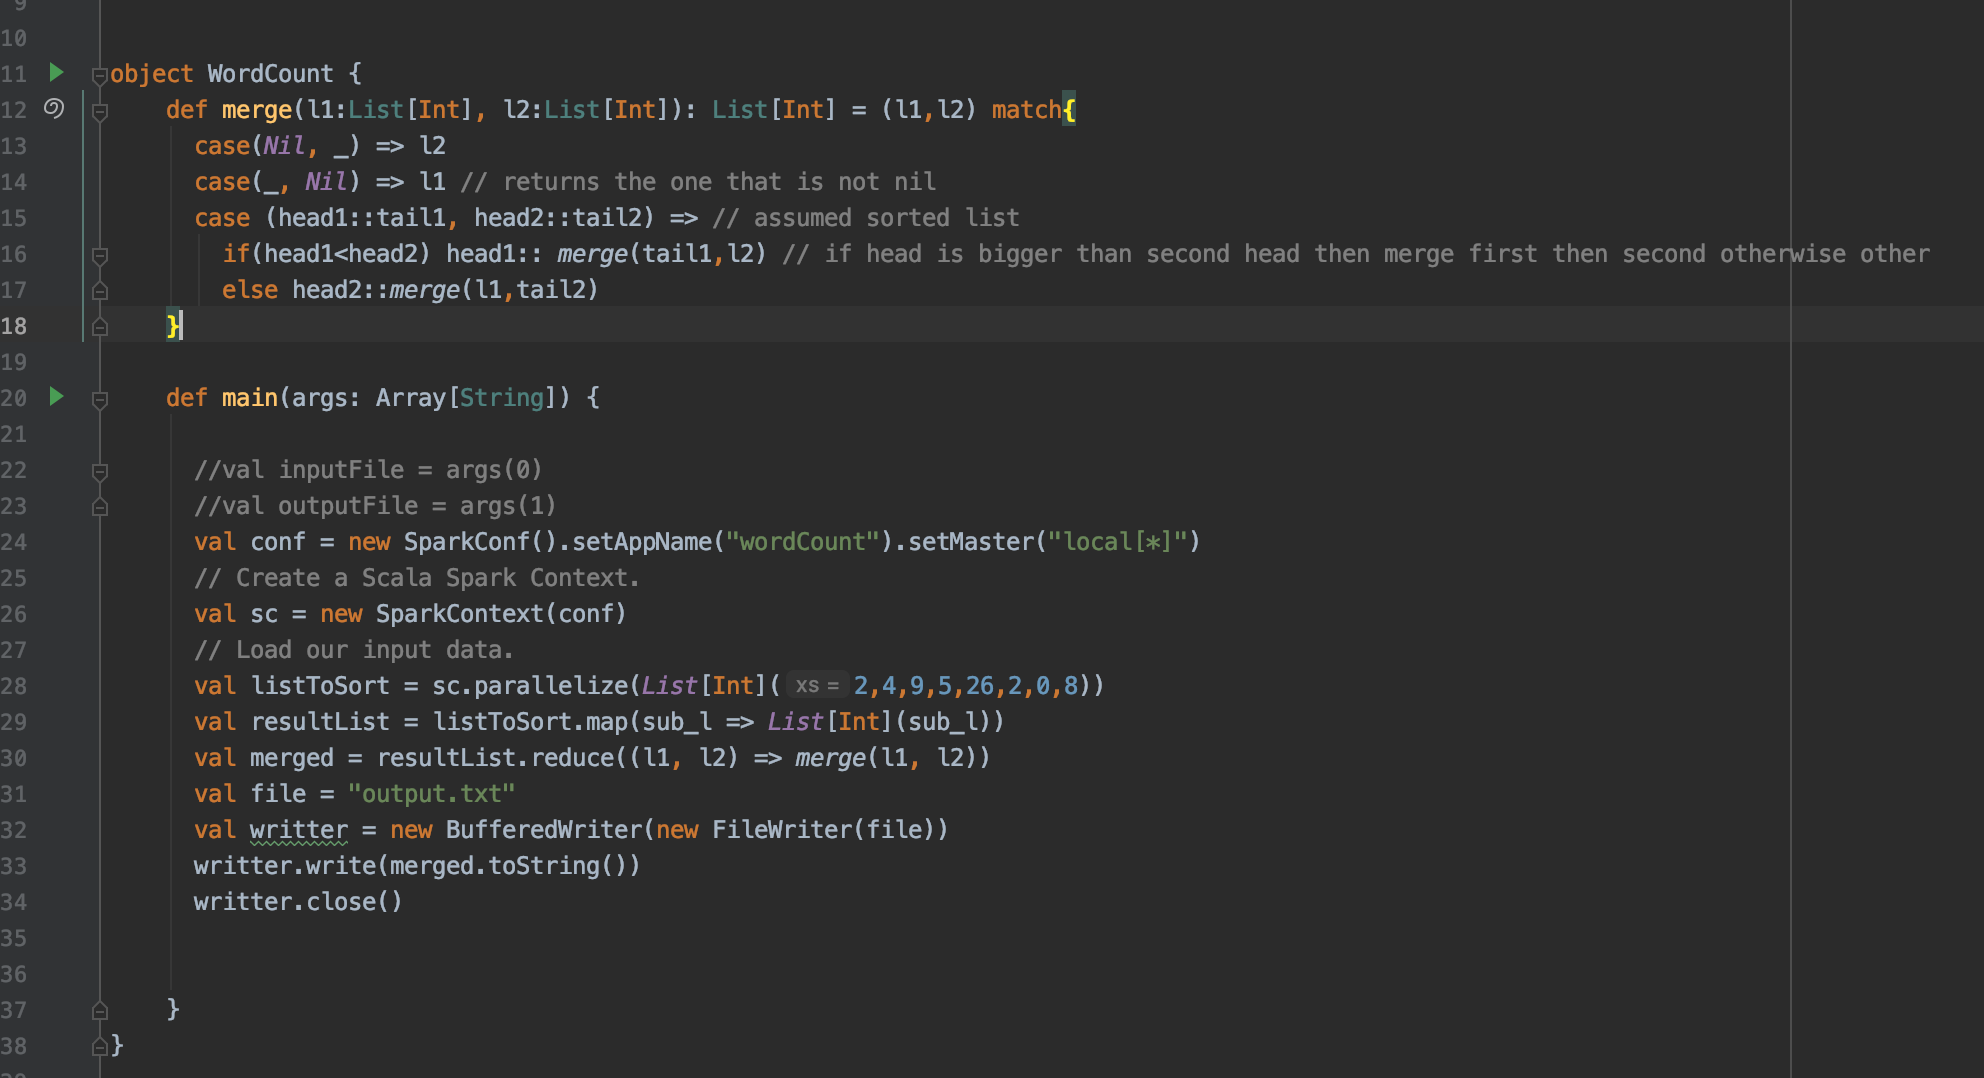 9
10
11 object WordCount {
12 def merge(l1:List[Int], l2:List[Int]): List[Int] = (l1,l2) match{
13 case(Nil, _) => l2
14 case(_, Nil) => l1 // returns the one that is not nil
15 case (head1::tail1, head2::tail2) => // assumed sorted list
16 if(head1<head2) head1:: merge(tail1,l2) // if head is bigger than second head then merge first then second otherwise other
17 else head2::merge(l1,tail2)
18 }
19
20 def main(args: Array[String]) {
21
22 //val inputFile = args(0)
23 //val outputFile = args(1)
24 val conf = new SparkConf().setAppName("wordCount").setMaster("local[*]")
25 // Create a Scala Spark Context.
26 val sc = new SparkContext(conf)
27 // Load our input data.
28 val listToSort = sc.parallelize(List[Int]( xs = 2,4,9,5,26,2,0,8))
29 val resultList = listToSort.map(sub_l => List[Int](sub_l))
30 val merged = resultList.reduce((l1, l2) => merge(l1, l2))
31 val file = "output.txt"
32 val writter = new BufferedWriter(new FileWriter(file))
33 writter.write(merged.toString())
34 writter.close()
35
36
37 }
38 }